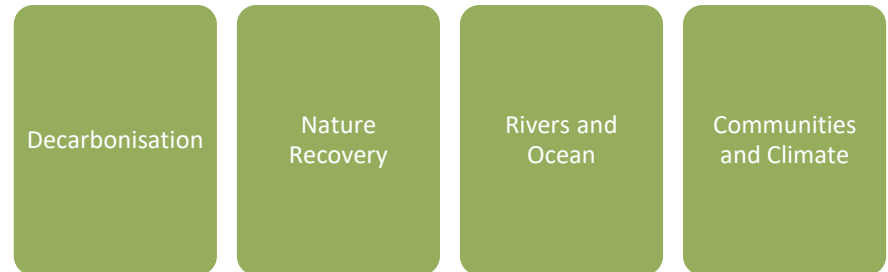 Decarbonisation
Nature
Recovery
Rivers and
Ocean
Communities
and Climate